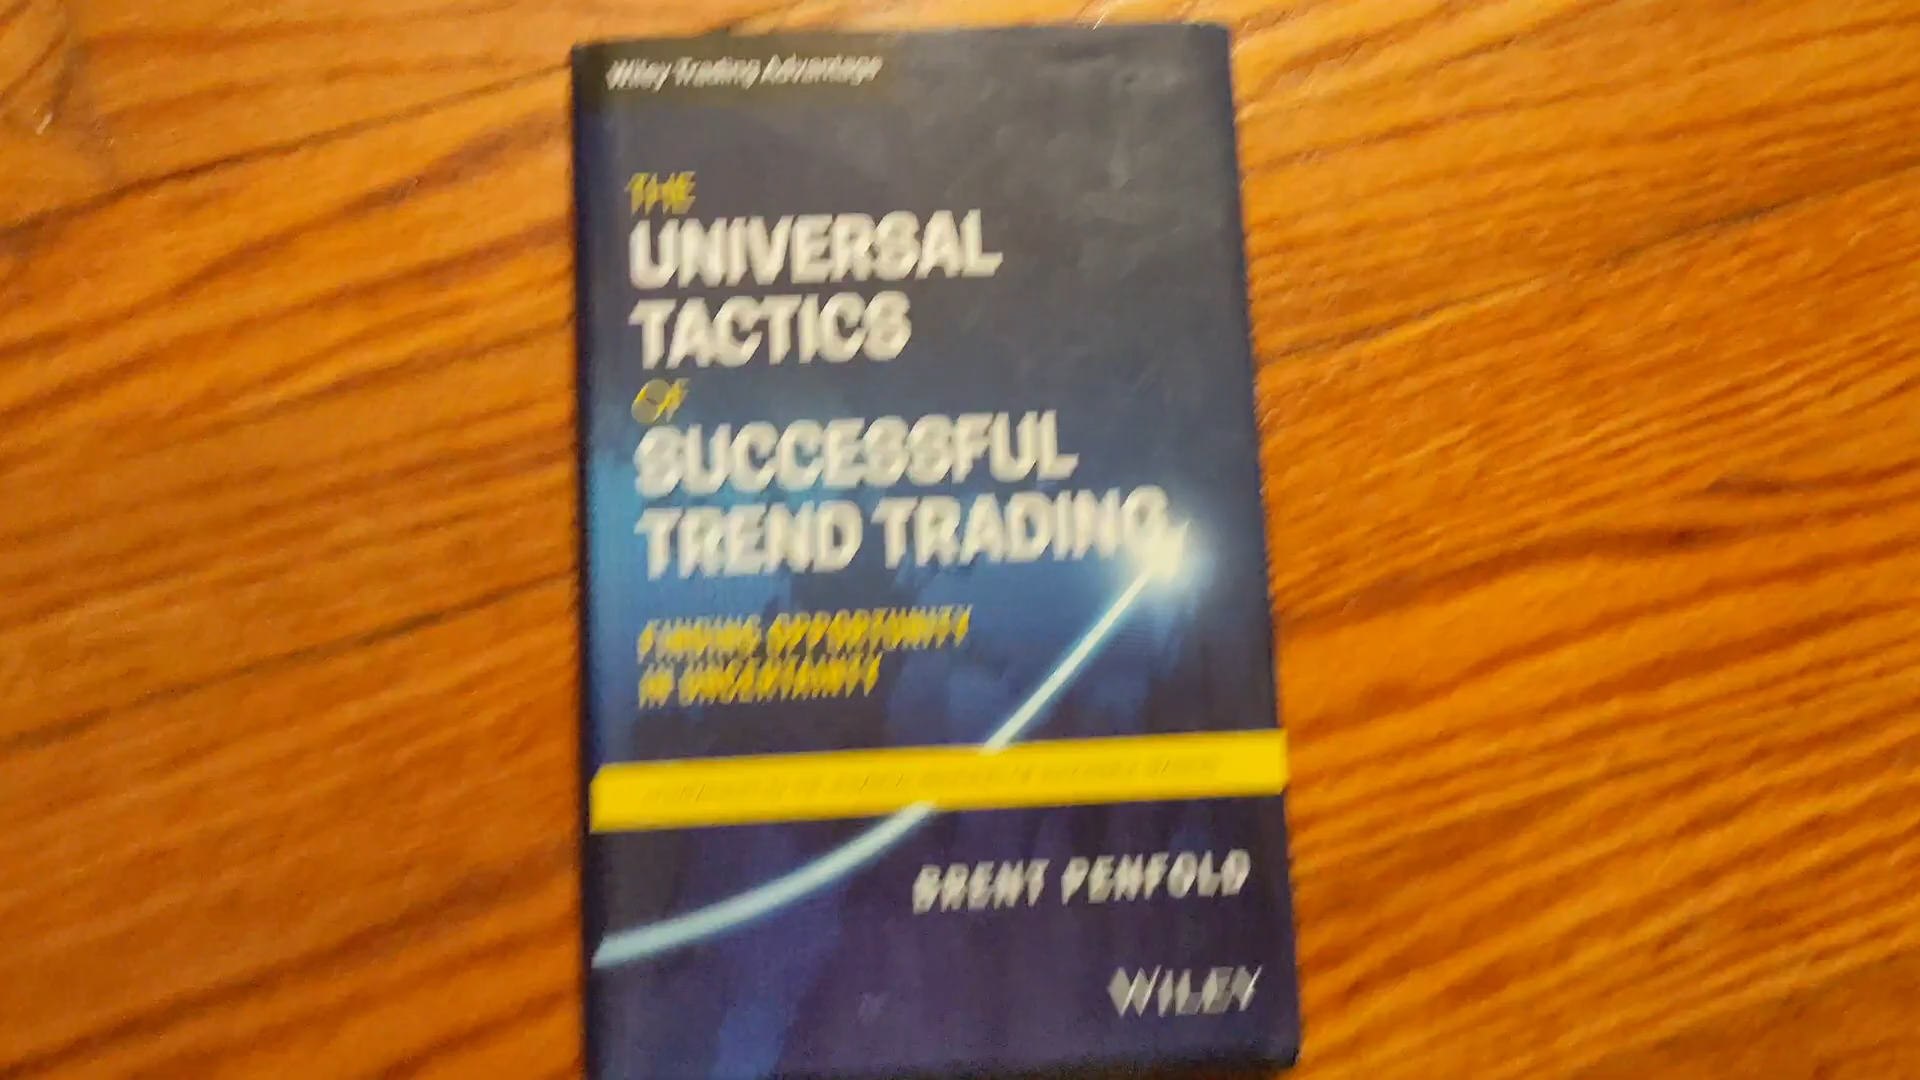 Wiley Trading Advantage
THE
UNIVERSAL
TACTICS
OF
SUCCESSFUL
TREND TRADING
FINDING OPPORTUNITY
IN UNCERTAINTY
BRENT PENFOLD
WILEY